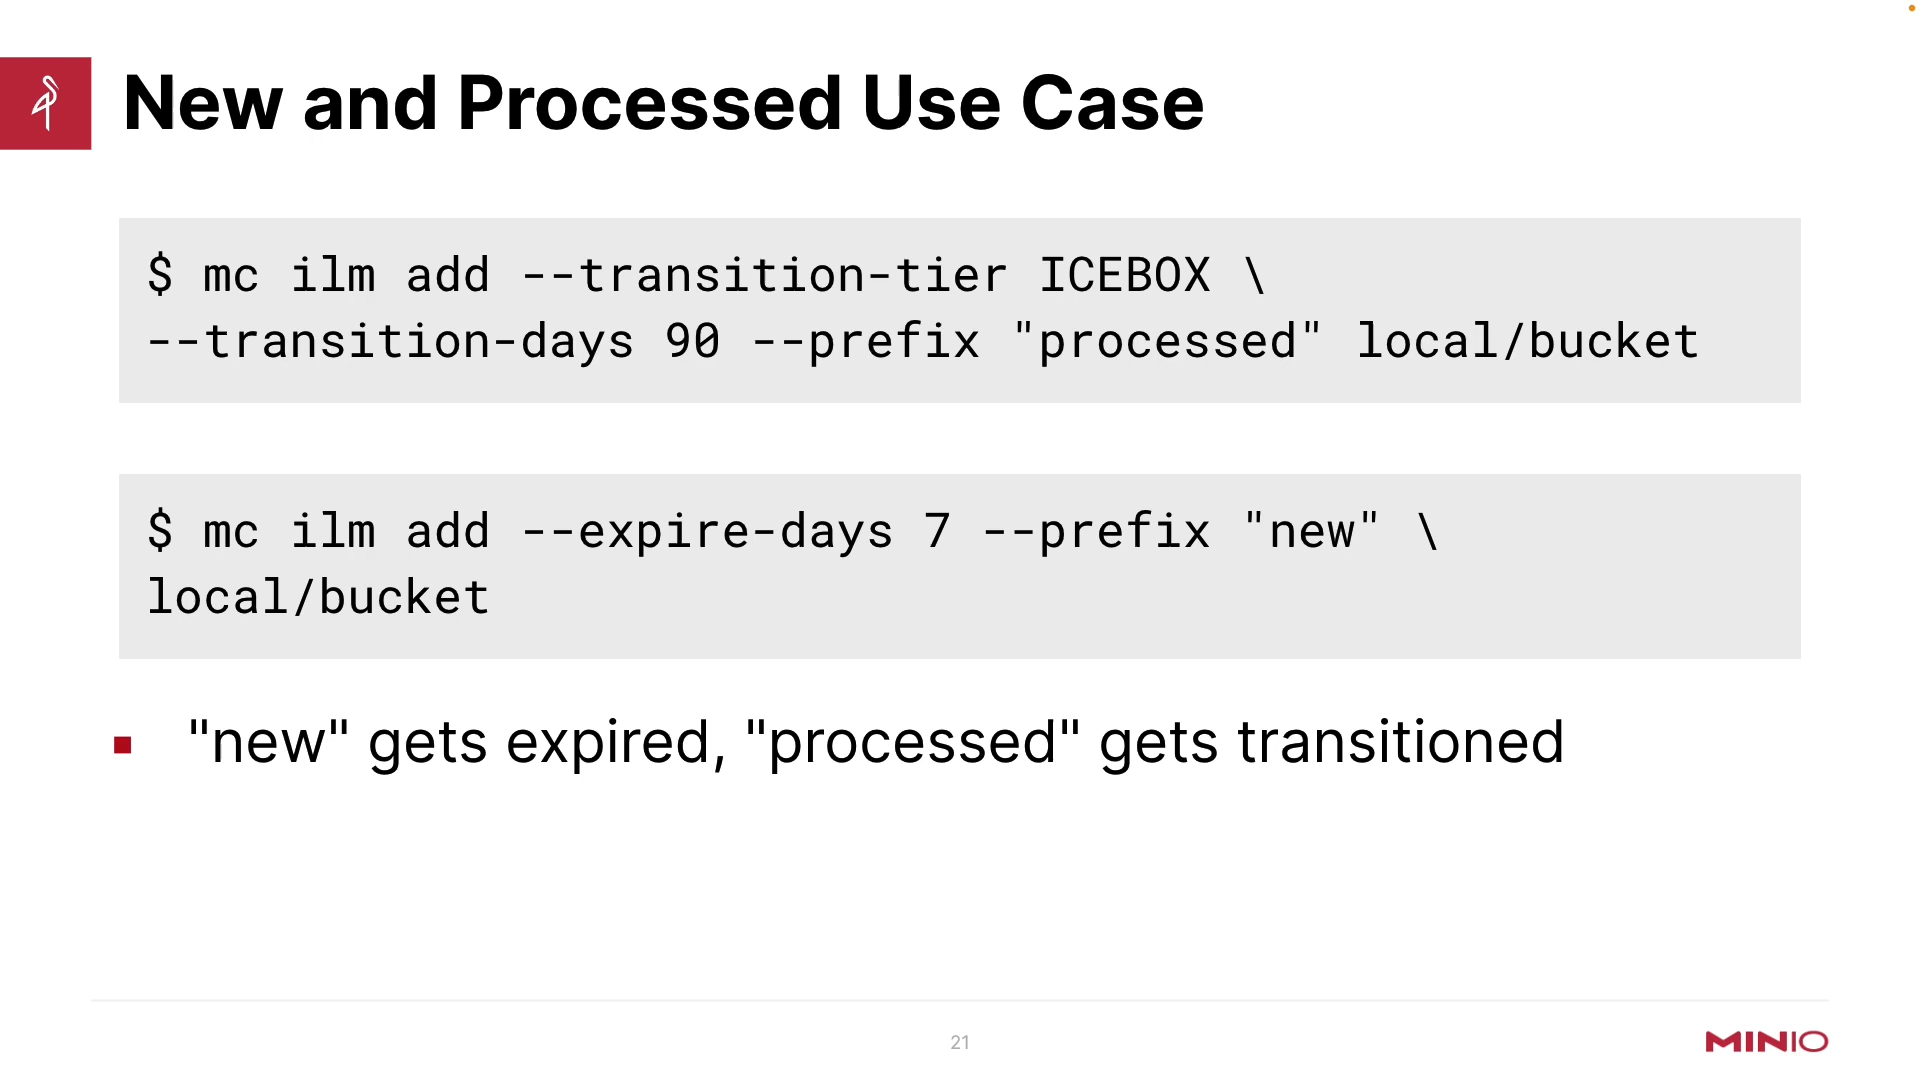 New and Processed Use Case
$ mc ilm add --transition-tier ICEBOX \
--transition-days 90 --prefix "processed" local/bucket
$ mc ilm add --expire-days 7 --prefix "new" \
local/bucket
"new" gets expired, "processed" gets transitioned
21
MINIO